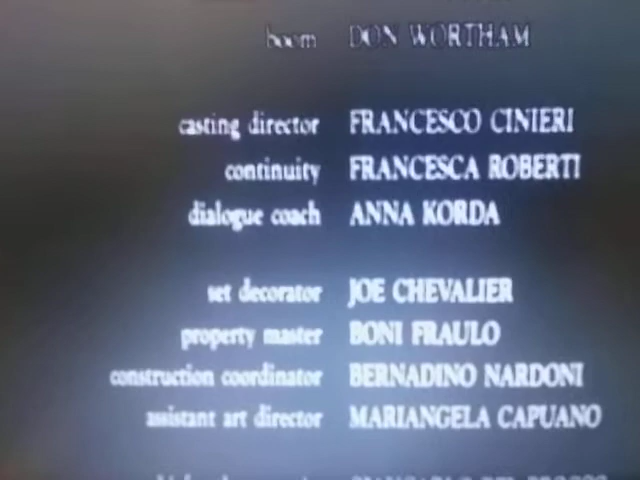 boom DON WORTHAM
casting director FRANCESCO CINIERI
continuity FRANCESCA ROBERTI
dialogue coach ANNA KORDA
set decorator JOE CHEVALIER
property master BONI FRAULO
construction coordinator BERNADINO NARDONI
assistant art director MARIANGELA CAPUANO